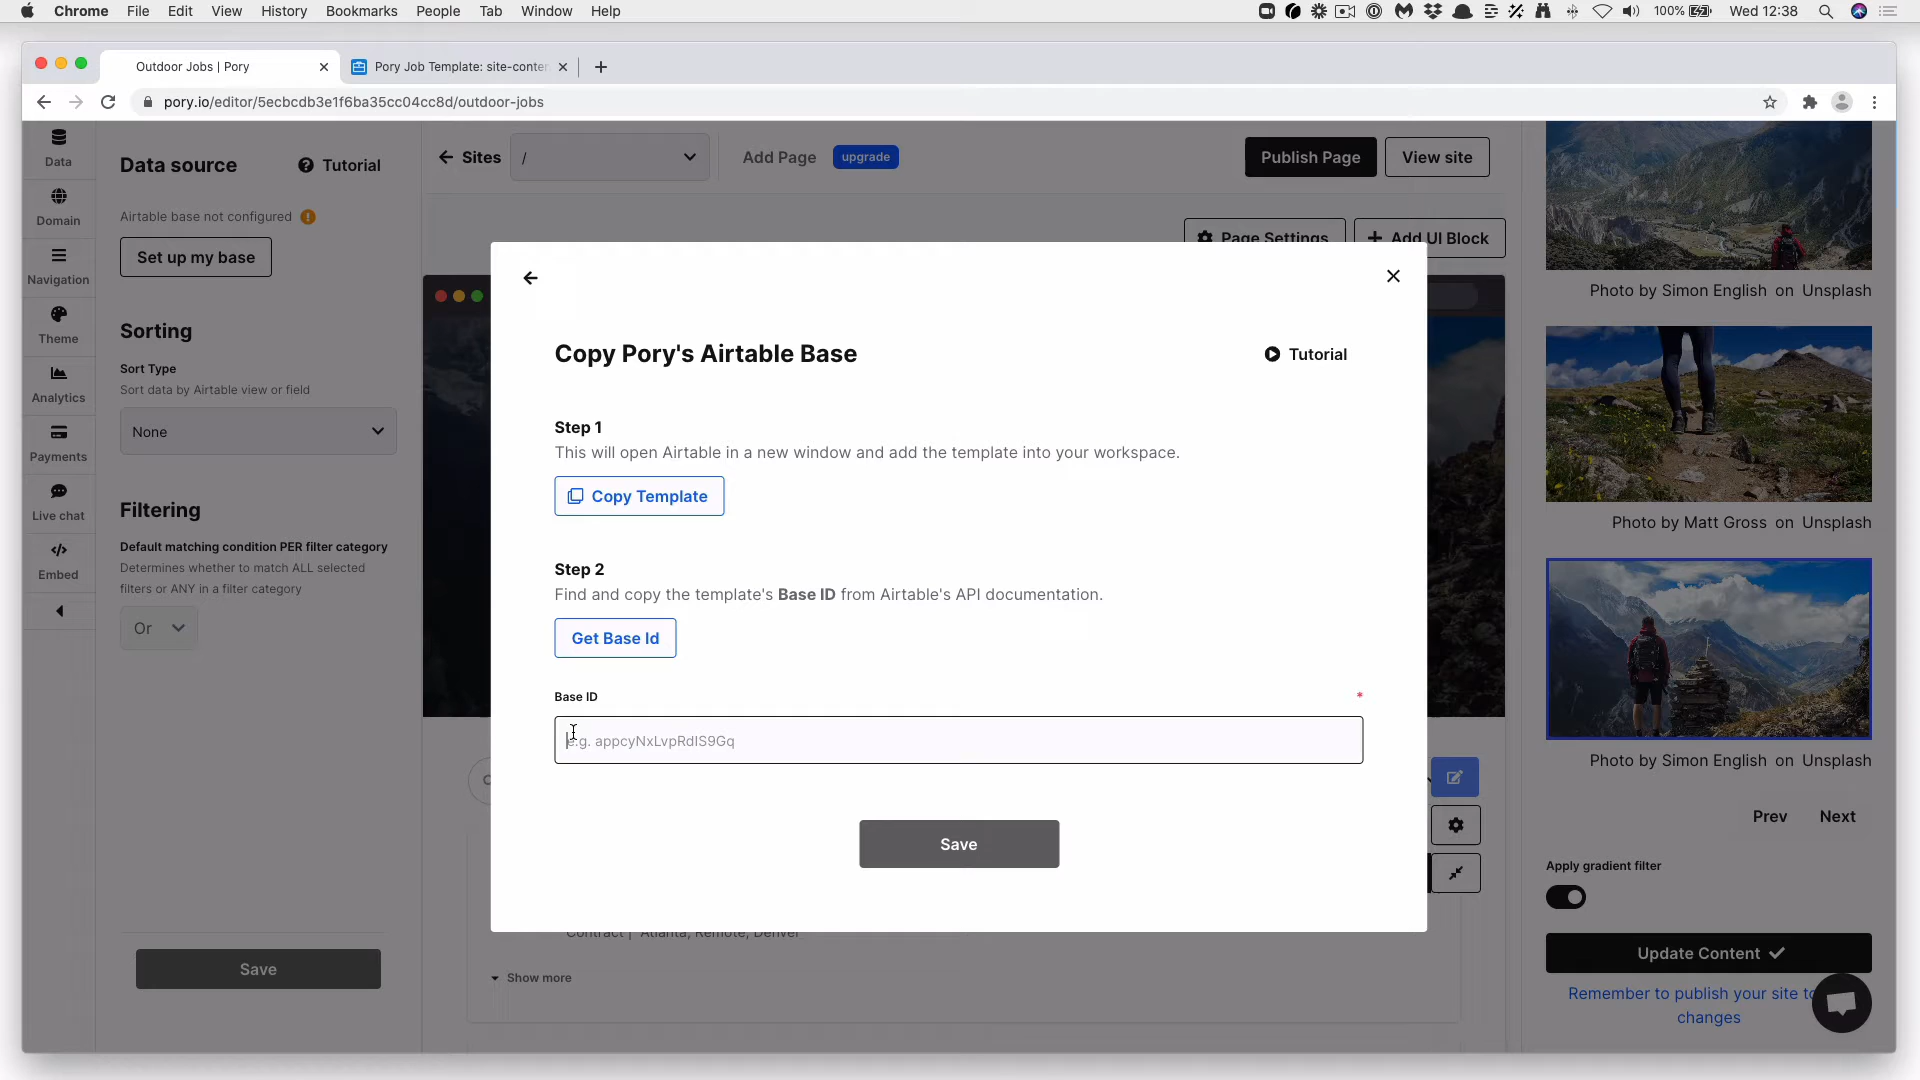 Chrome File Edit View History Bookmarks People Tab Window Help
100% Wed 12:38
Outdoor Jobs | Pory
Pory Job Template: site-conten
pory.io/editor/5ecbcdb3e1f6ba35cc04cc8d/outdoor-jobs
Data
Domain
Navigation
Theme
Analytics
Payments
Live chat
Embed
Data source
Tutorial
Airtable base not configured
Set up my base
Sorting
Sort Type
Sort data by Airtable view or field
None
Filtering
Default matching condition PER filter category
Determines whether to match ALL selected
filters or ANY in a filter category
Or
Save
Sites
/
Add Page
upgrade
Publish Page
View site
Page Settings
Add UI Block
Copy Pory's Airtable Base
Tutorial
Step 1
This will open Airtable in a new window and add the template into your workspace.
Copy Template
Step 2
Find and copy the template's Base ID from Airtable's API documentation.
Get Base Id
Base ID *
e.g. appcyNxLvpRdIS9Gq
Save
Contract | Atlanta, Remote, Denver
Show more
Photo by Simon English on Unsplash
Photo by Matt Gross on Unsplash
Photo by Simon English on Unsplash
Prev Next
Apply gradient filter
Update Content
Remember to publish your site to
changes